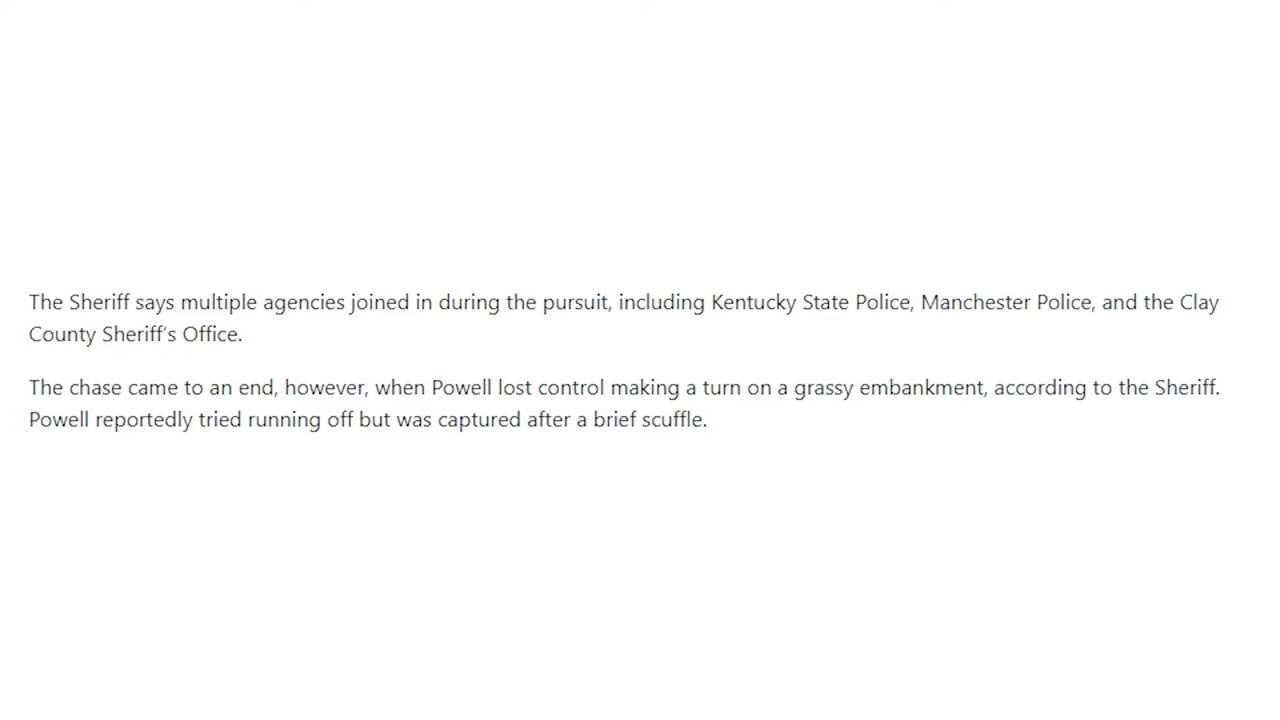 The Sheriff says multiple agencies joined in during the pursuit, including Kentucky State Police, Manchester Police, and the Clay
County Sheriff's Office.
The chase came to an end, however, when Powell lost control making a turn on a grassy embankment, according to the Sheriff.
Powell reportedly tried running off but was captured after a brief scuffle.